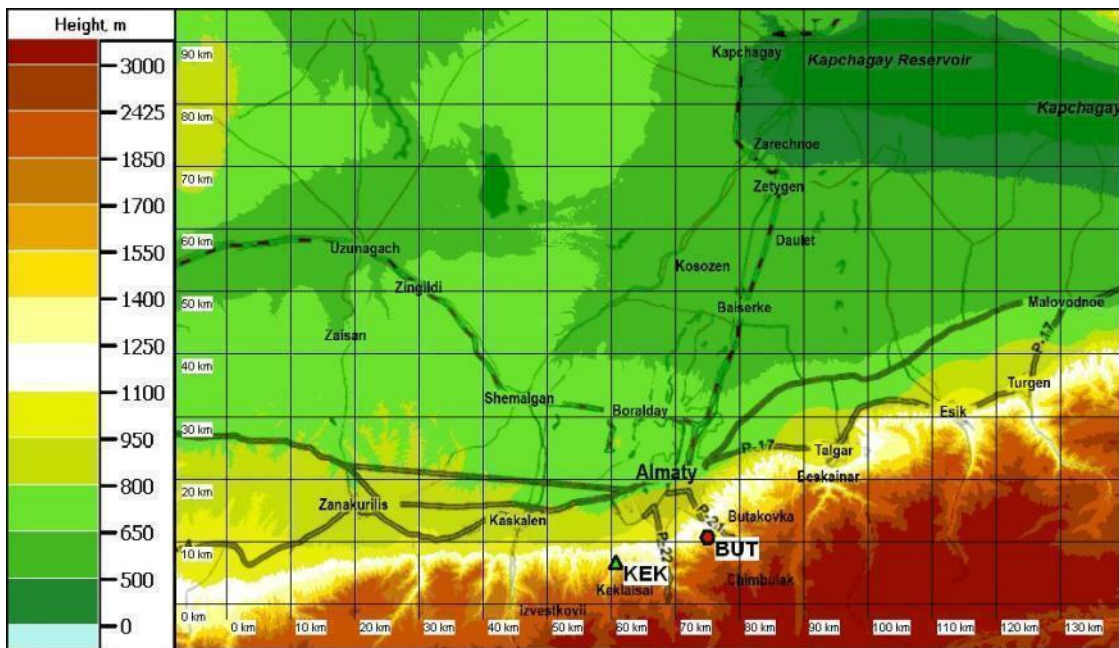 Height, m
3000
2425
1850
1700
1550
1400
1250
1100
950
800
650
500
0
90 km
80 km
70 km
60 km
50 km
40 km
30 km
20 km
10 km
0 km
Kapchagay
Kapchagay Reservoir
Kapchagay
Zarechnoe
Zetygen
Daulet
Uzunagach
Kosozen
Zingildi
Baiserke
Malovodnoe
Zaisan
P-17
Turgen
Shemalgan
Boralday
Esik
P-17
Talgar
Almaty
Beskainar
Zanakurilis
Kaskalen
P-21
Butakovka
BUT
P-22
KEK
Chimbulak
Keklaisai
Izvestkovii
0 km
10 km
20 km
30 km
40 km
50 km
60 km
70 km
80 km
90 km
100 km
110 km
120 km
130 km